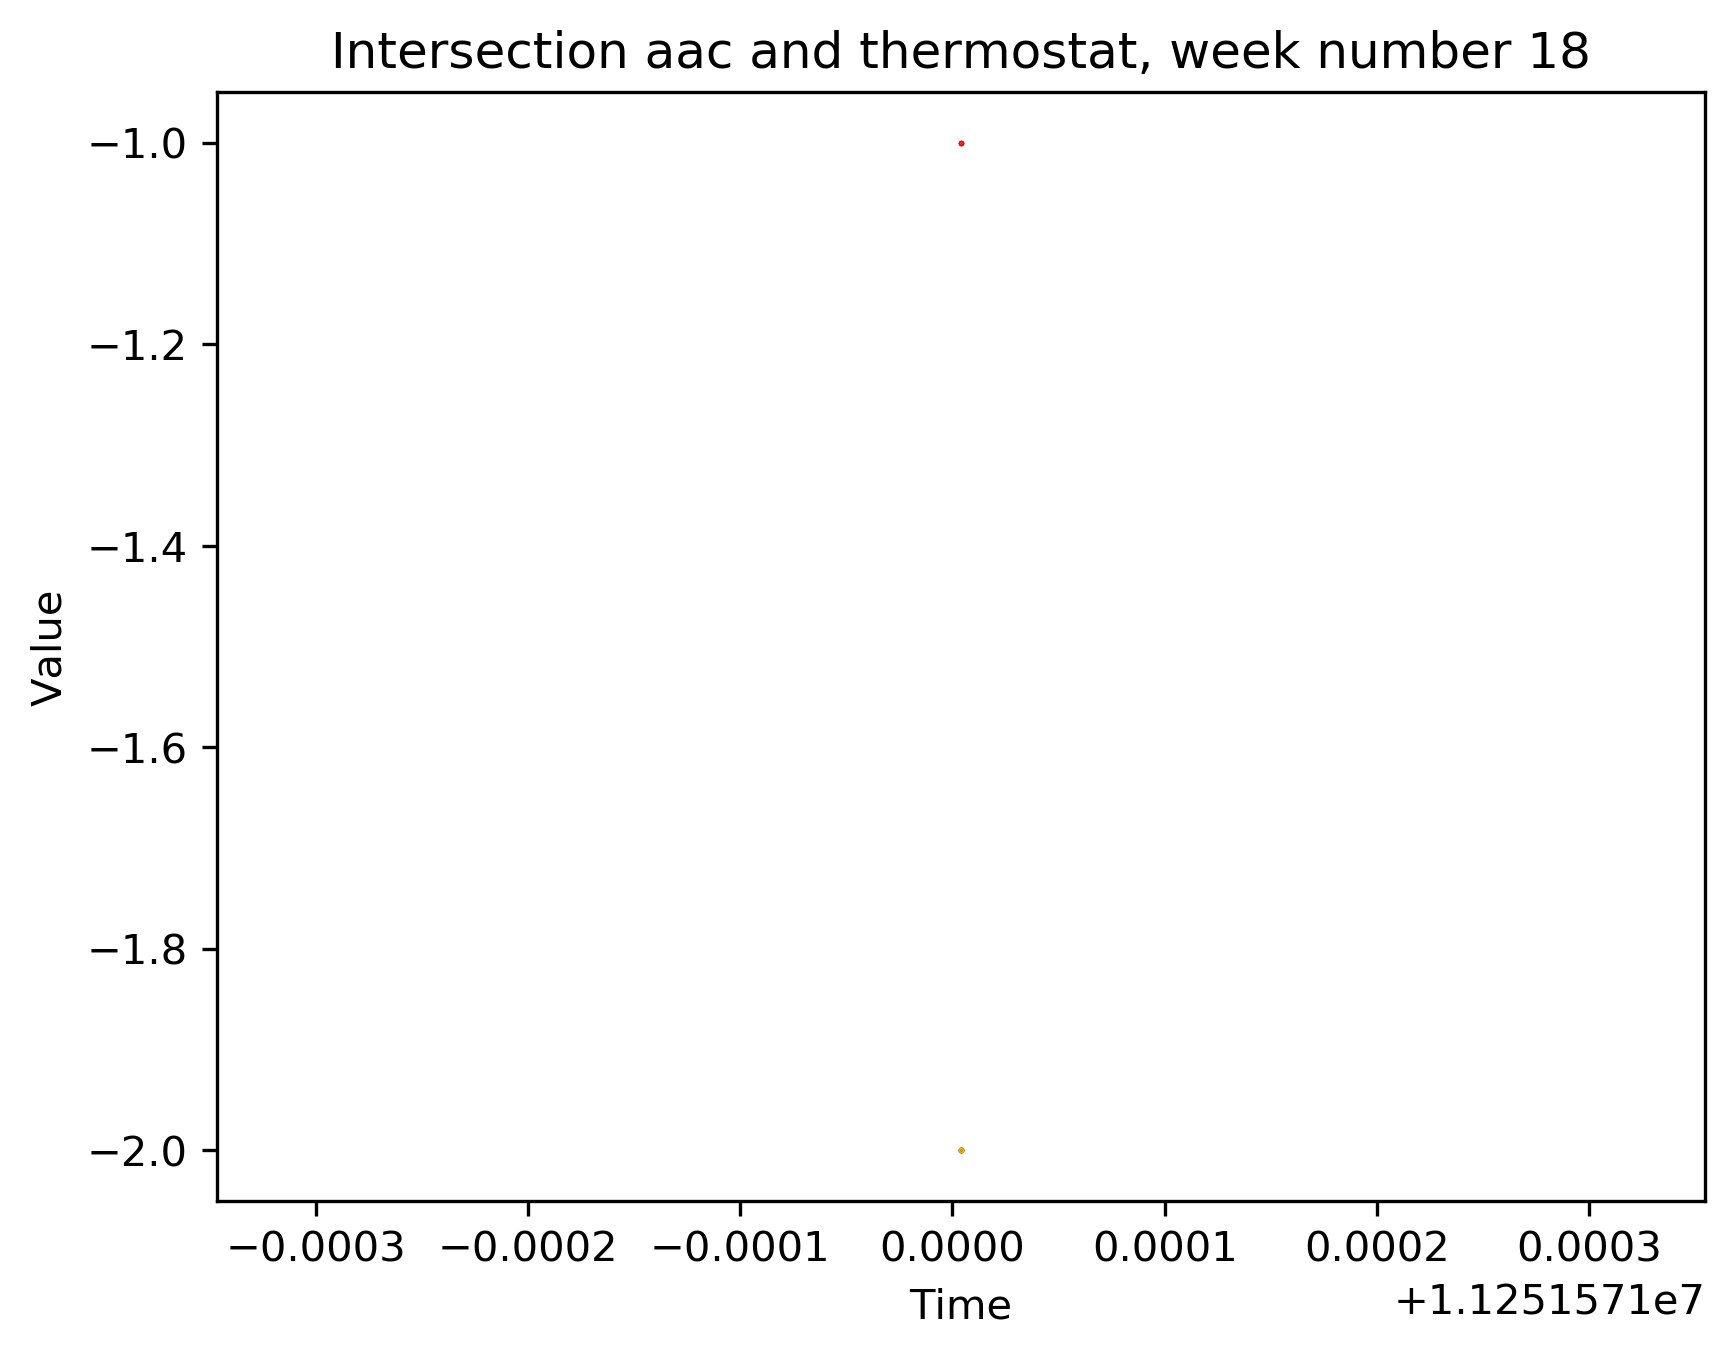 Intersection aac and thermostat, week number 18
−1.0
−1.2
−1.4
−1.6
−1.8
−2.0
Value
−0.0003 −0.0002 −0.0001 0.0000 0.0001 0.0002 0.0003
+1.1251571e7
Time